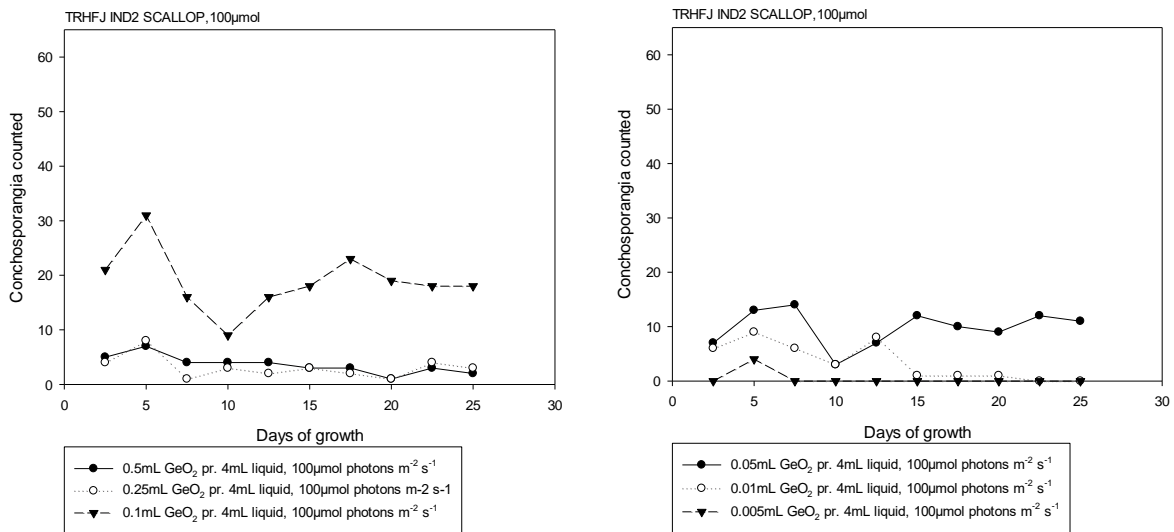 TRHFJ IND2 SCALLOP,100µmol
60
50
40
30
20
10
0
Conchosporangia counted
0 5 10 15 20 25 30
Days of growth
0.5mL GeO₂ pr. 4mL liquid, 100µmol photons m⁻² s⁻¹
0.25mL GeO₂ pr. 4mL liquid, 100µmol photons m-2 s-1
0.1mL GeO₂ pr. 4mL liquid, 100µmol photons m⁻² s⁻¹
TRHFJ IND2 SCALLOP,100µmol
60
50
40
30
20
10
0
Conchosporangia counted
0 5 10 15 20 25 30
Days of growth
0.05mL GeO₂ pr. 4mL liquid, 100µmol photons m⁻² s⁻¹
0.01mL GeO₂ pr. 4mL liquid, 100µmol photons m⁻² s⁻¹
0.005mL GeO₂ pr. 4mL liquid, 100µmol photons m⁻² s⁻¹